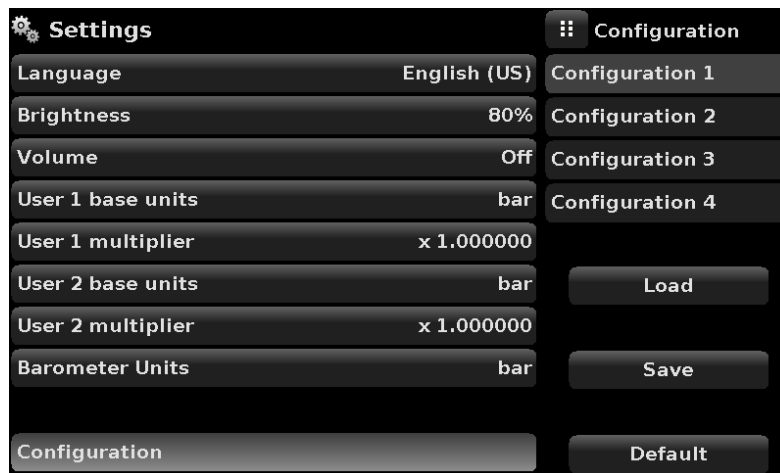 Settings
Language English (US)
Brightness 80%
Volume Off
User 1 base units bar
User 1 multiplier x 1.000000
User 2 base units bar
User 2 multiplier x 1.000000
Barometer Units bar
Configuration
Configuration
Configuration 1
Configuration 2
Configuration 3
Configuration 4
Load
Save
Default